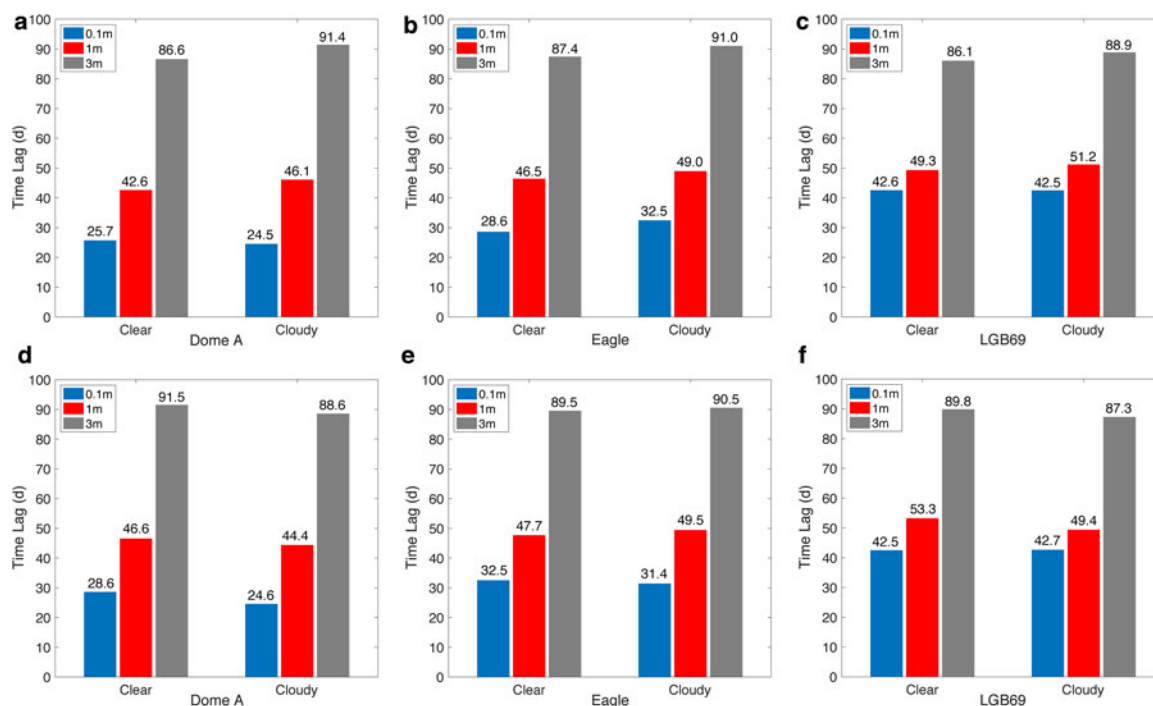 a
100
90
80
70
60
50
40
30
20
10
0
Time Lag (d)
0.1m
1m
3m
25.7
42.6
86.6
24.5
46.1
91.4
Clear
Cloudy
Dome A
b
100
90
80
70
60
50
40
30
20
10
0
Time Lag (d)
0.1m
1m
3m
28.6
46.5
87.4
32.5
49.0
91.0
Clear
Cloudy
Eagle
c
100
90
80
70
60
50
40
30
20
10
0
Time Lag (d)
0.1m
1m
3m
42.6
49.3
86.1
42.5
51.2
88.9
Clear
Cloudy
LGB69
d
100
90
80
70
60
50
40
30
20
10
0
Time Lag (d)
0.1m
1m
3m
28.6
46.6
91.5
24.6
44.4
88.6
Clear
Cloudy
Dome A
e
100
90
80
70
60
50
40
30
20
10
0
Time Lag (d)
0.1m
1m
3m
32.5
47.7
89.5
31.4
49.5
90.5
Clear
Cloudy
Eagle
f
100
90
80
70
60
50
40
30
20
10
0
Time Lag (d)
0.1m
1m
3m
42.5
53.3
89.8
42.7
49.4
87.3
Clear
Cloudy
LGB69